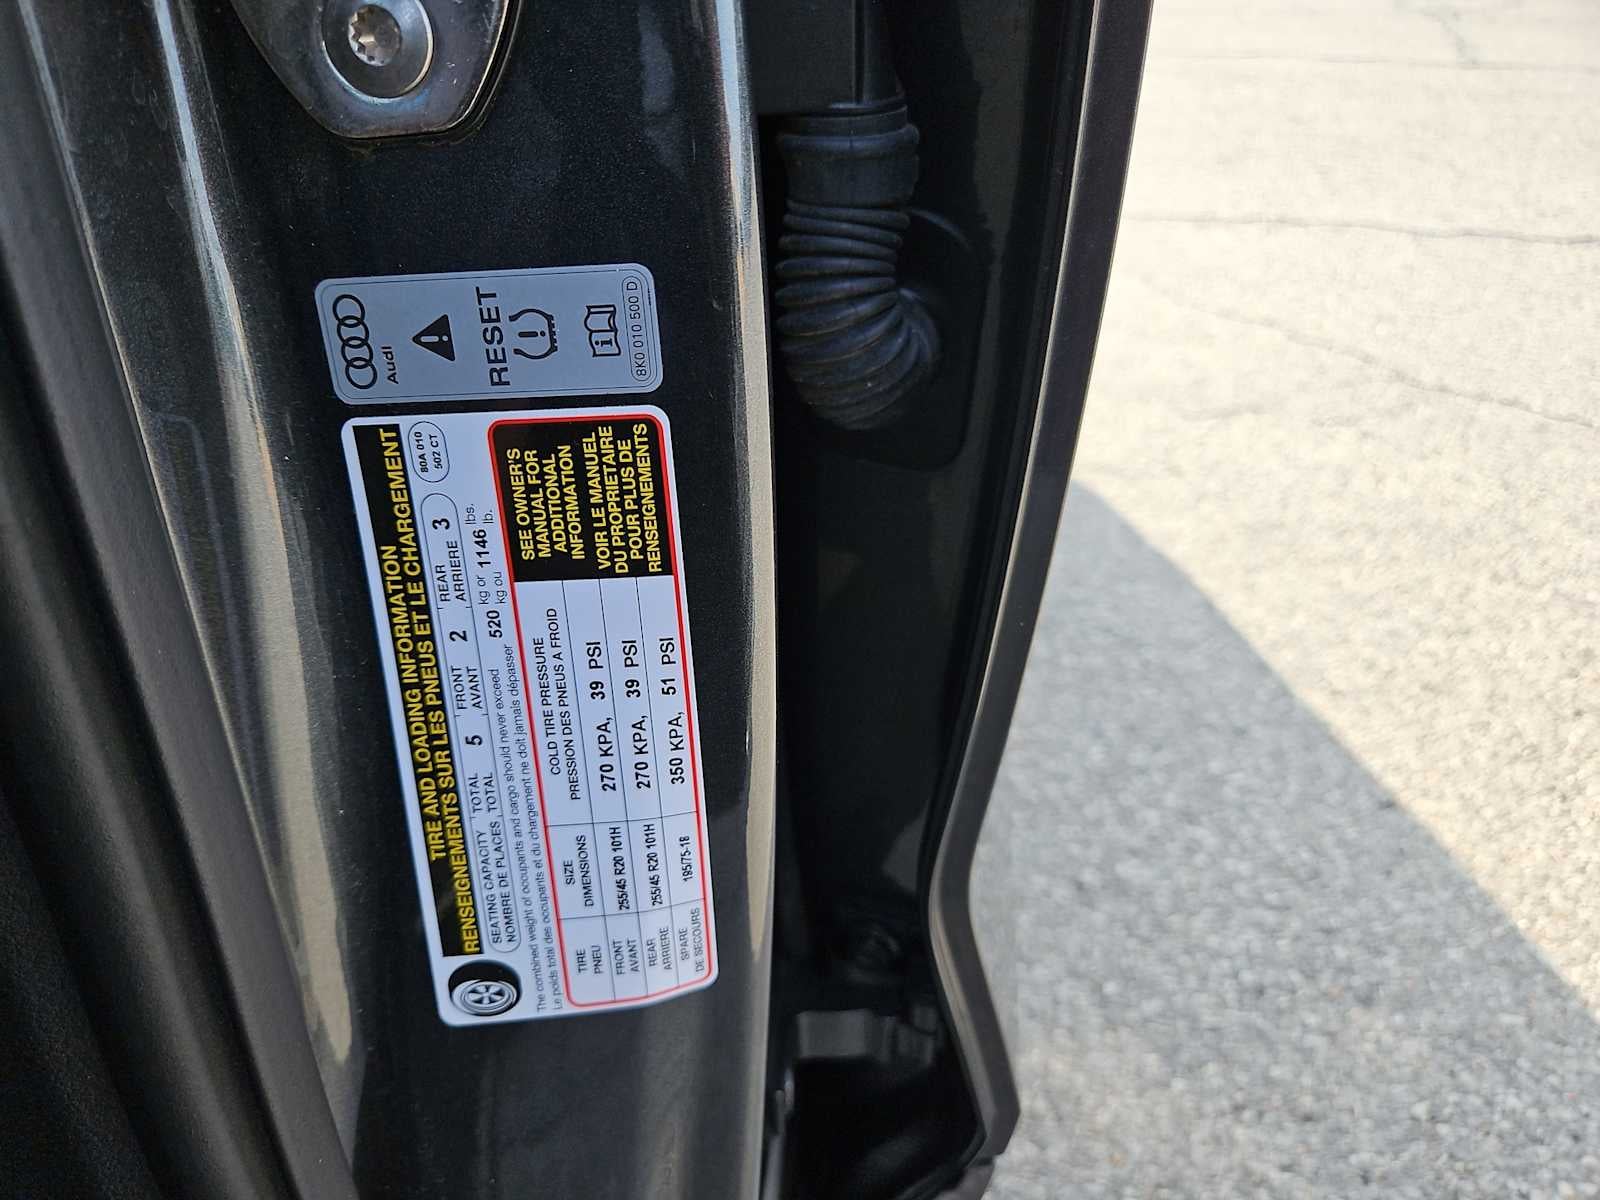 Audi
RESET
8K0 010 500 D
TIRE AND LOADING INFORMATION
RENSEIGNEMENTS SUR LES PNEUS ET LE CHARGEMENT
SEATING CAPACITY TOTAL 5 FRONT 2 REAR 3
NOMBRE DE PLACES TOTAL AVANT ARRIERE
80A 010
502 CT
The combined weight of occupants and cargo should never exceed 520 kg or 1146 lbs.
Le poids total des occupants et du chargement ne doit jamais dépasser kg ou lb.
TIRE SIZE COLD TIRE PRESSURE
PNEU DIMENSIONS PRESSION DES PNEUS A FROID
FRONT 255/45 R20 101H 270 KPA, 39 PSI
AVANT
REAR 255/45 R20 101H 270 KPA, 39 PSI
ARRIERE
SPARE 195/75-18 350 KPA, 51 PSI
DE SECOURS
SEE OWNER'S
MANUAL FOR
ADDITIONAL
INFORMATION
VOIR LE MANUEL
DU PROPRIETAIRE
POUR PLUS DE
RENSEIGNEMENTS